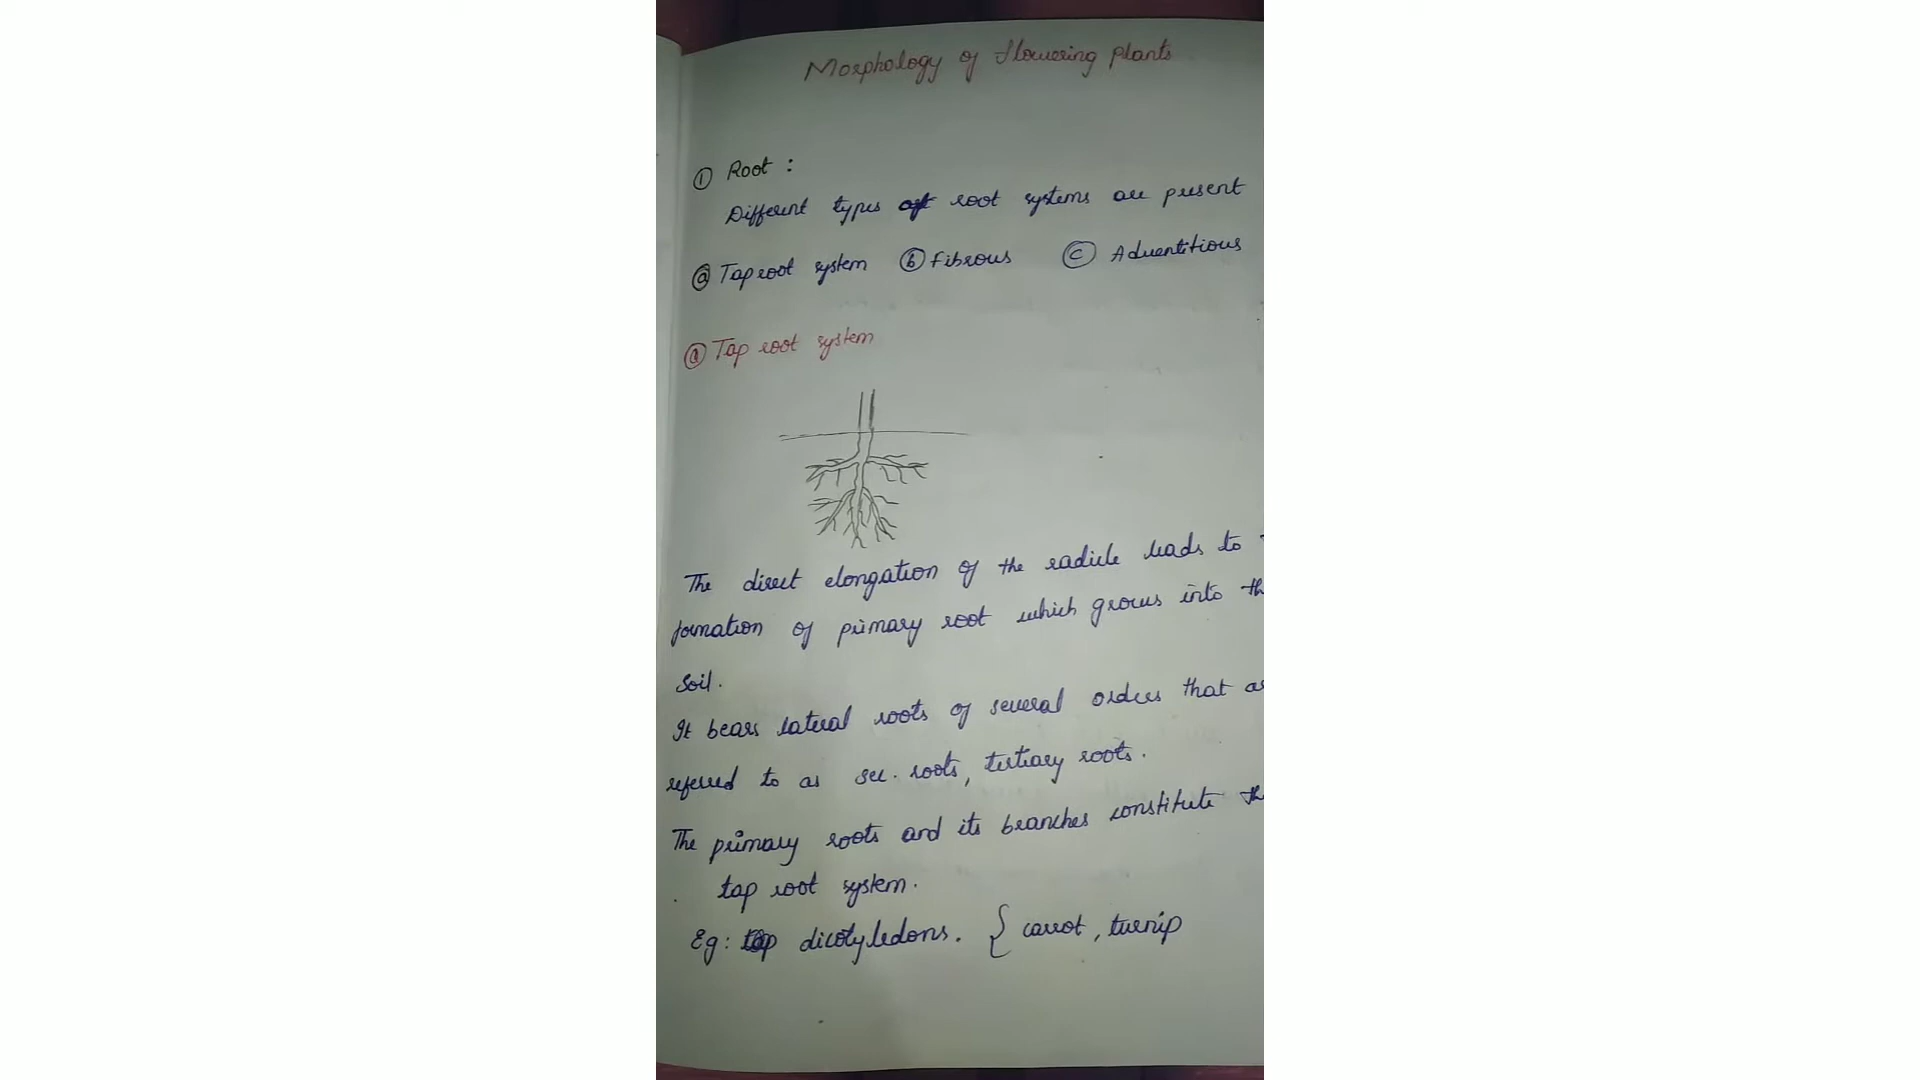 Morphology of flowering plants
① Root :
Different types of root systems are present
ⓐ Tap root system ⓑ Fibrous ⓒ Adventitious
ⓐ Tap root system
The direct elongation of the radicle leads to
formation of primary root which grows into th
soil.
It bears lateral roots of several orders that a
referred to as sec. roots, tertiary roots.
The primary roots and its branches constitute th
tap root system.
Eg: dicotyledons. { carrot, turnip